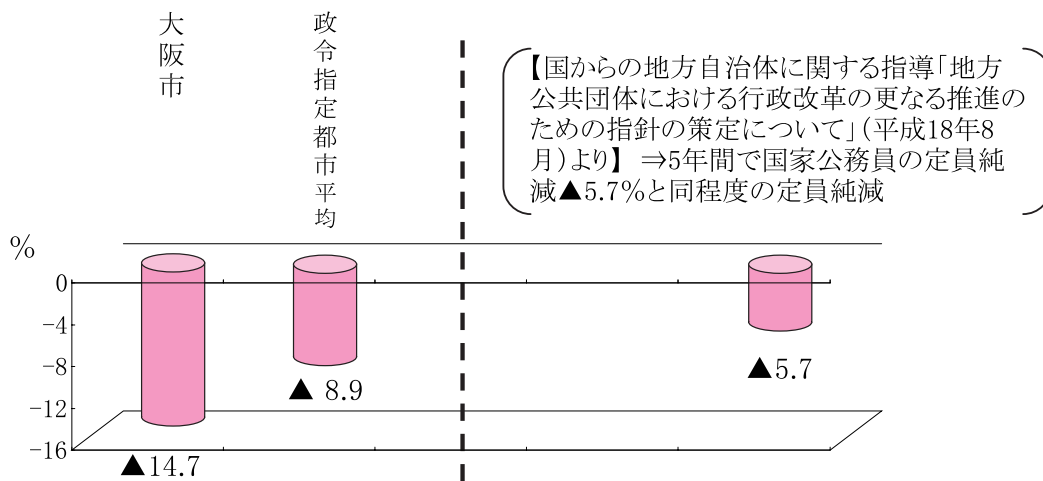 大阪市
政令指定都市平均
【国からの地方自治体に関する指導「地方
公共団体における行政改革の更なる推進の
ための指針の策定について」（平成18年8
月）より】 ⇒5年間で国家公務員の定員純
減▲5.7％と同程度の定員純減
%
0
-4
-8
-12
-16
▲14.7
▲ 8.9
▲5.7